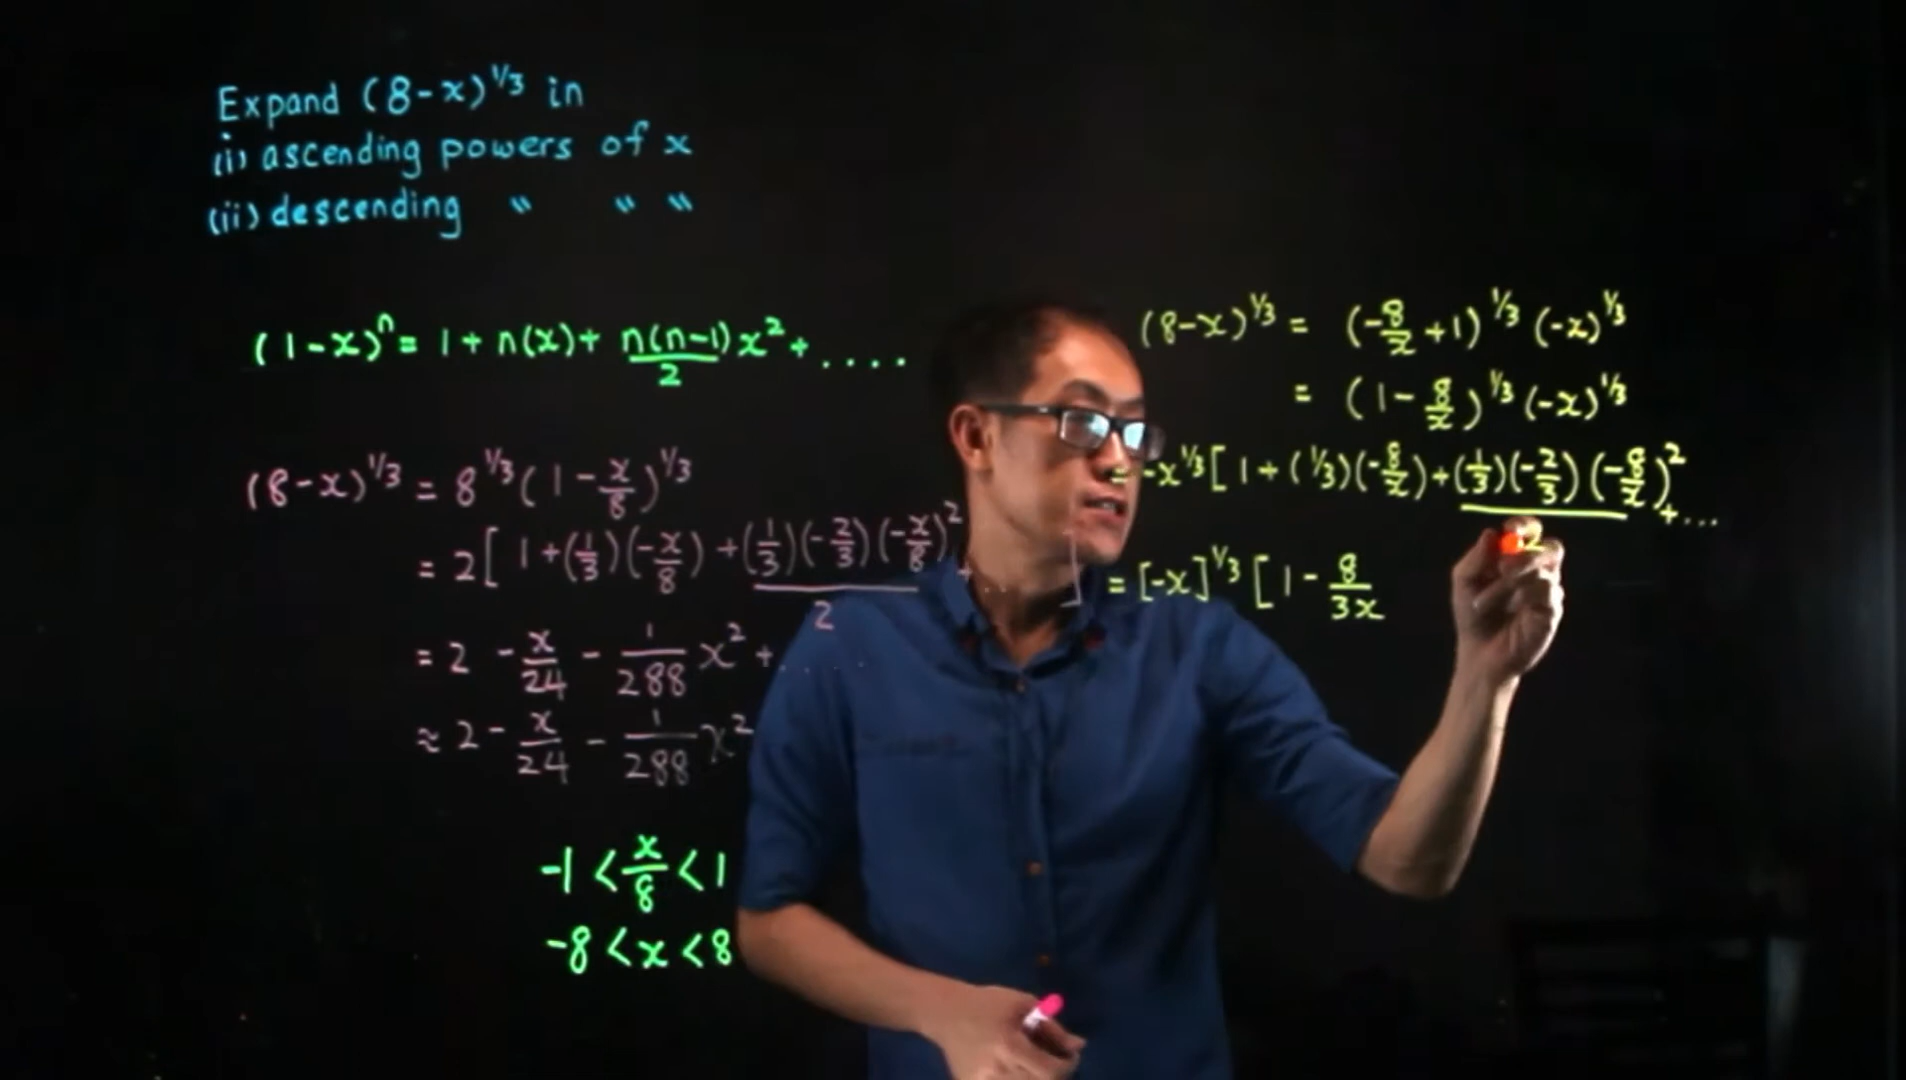 Expand (8-x)^1/3 in
(i) ascending powers of x
(ii) descending " " "
(1-x)^n = 1 + n(x) + n(n-1)/2 x² + ....
(8-x)^1/3 = 8^1/3 (1 - x/8)^1/3
= 2[1 + (1/3)(-x/8) + (1/3)(-2/3)(-x/8)²/2 + ... ]
= 2 - x/24 - 1/288 x² + ....
≈ 2 - x/24 - 1/288 x²
-1 < x/8 < 1
-8 < x < 8
(8-x)^1/3 = (-8/x + 1)^1/3 (-x)^1/3
= (1 - 8/x)^1/3 (-x)^1/3
= -x^1/3 [1 + (1/3)(-8/x) + (1/3)(-2/3)(-8/x)²/2 + ...
= [-x]^1/3 [1 - 8/3x